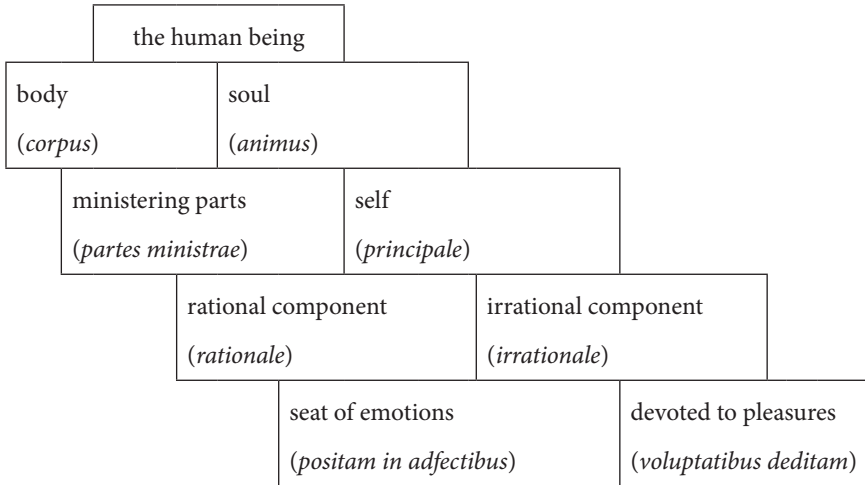 the human being
body soul
(corpus) (animus)
ministering parts self
(partes ministrae) (principale)
rational component irrational component
(rationale) (irrationale)
seat of emotions devoted to pleasures
(positam in adfectibus) (voluptatibus deditam)